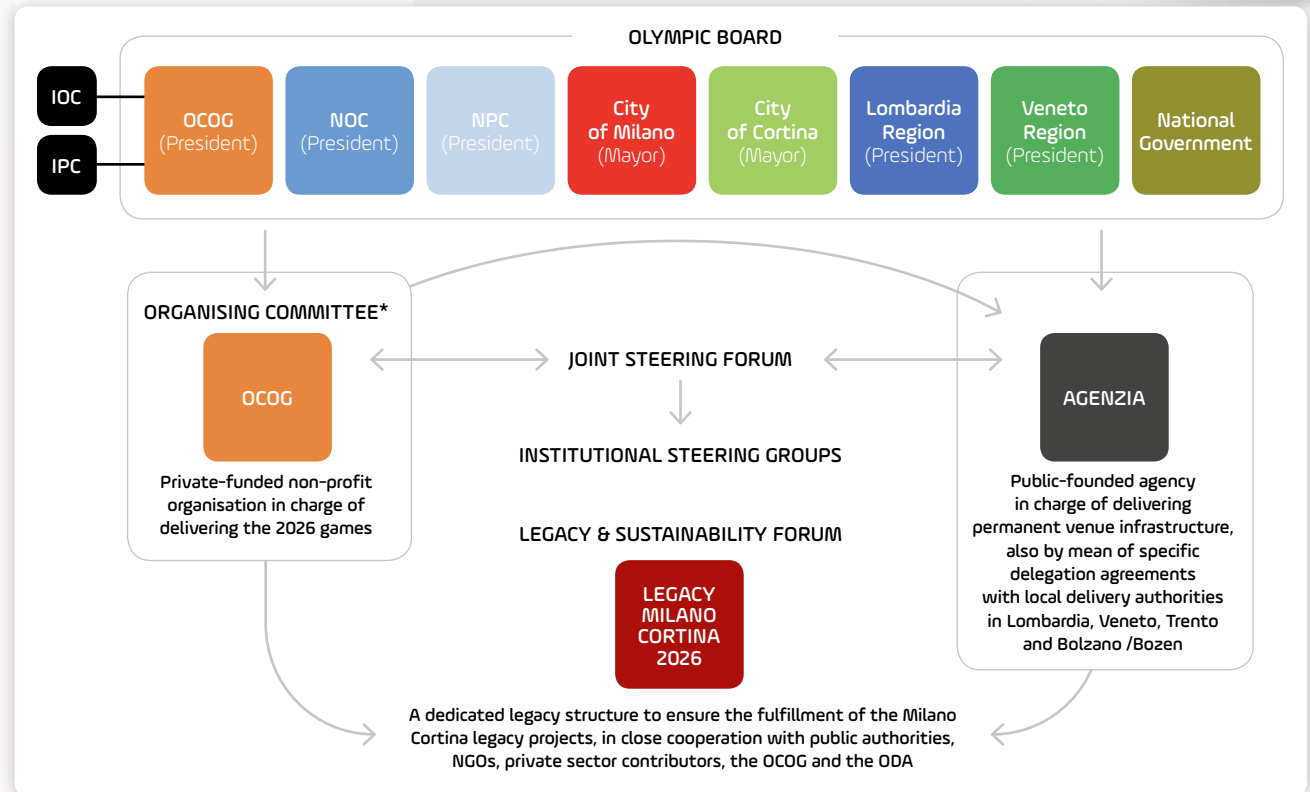 OLYMPIC BOARD
IOC
IPC
OCOG
(President)
NOC
(President)
NPC
(President)
City
of Milano
(Mayor)
City
of Cortina
(Mayor)
Lombardia
Region
(President)
Veneto
Region
(President)
National
Government
ORGANISING COMMITTEE*
OCOG
Private-funded non-profit
organisation in charge of
delivering the 2026 games
JOINT STEERING FORUM
INSTITUTIONAL STEERING GROUPS
LEGACY & SUSTAINABILITY FORUM
LEGACY
MILANO
CORTINA
2026
A dedicated legacy structure to ensure the fulfillment of the Milano
Cortina legacy projects, in close cooperation with public authorities,
NGOs, private sector contributors, the OCOG and the ODA
AGENZIA
Public-founded agency
in charge of delivering
permanent venue infrastructure,
also by mean of specific
delegation agreements
with local delivery authorities
in Lombardia, Veneto, Trento
and Bolzano /Bozen